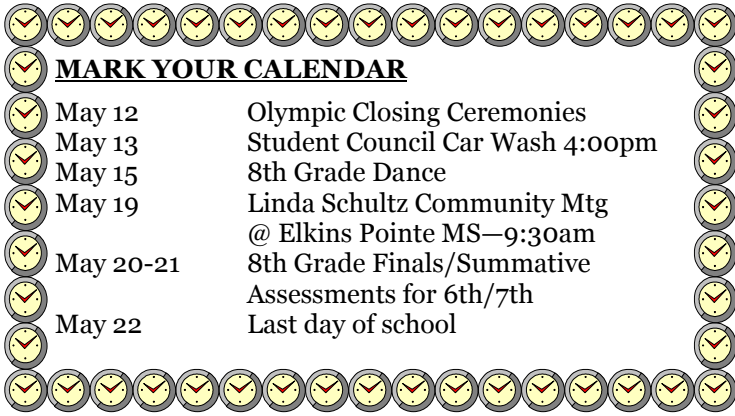 MARK YOUR CALENDAR
May 12 Olympic Closing Ceremonies
May 13 Student Council Car Wash 4:00pm
May 15 8th Grade Dance
May 19 Linda Schultz Community Mtg
@ Elkins Pointe MS—9:30am
May 20-21 8th Grade Finals/Summative
Assessments for 6th/7th
May 22 Last day of school